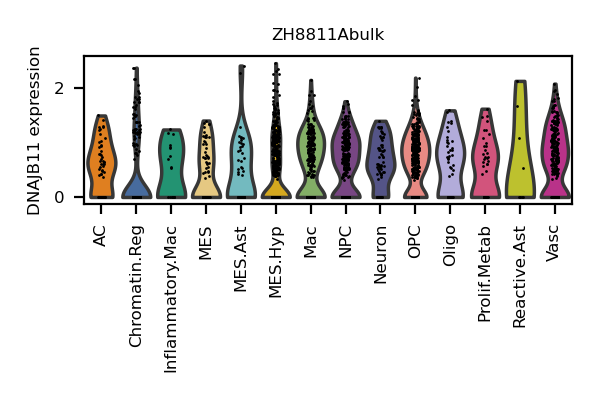 ZH8811Abulk
DNAJB11 expression
2
0
AC
Chromatin.Reg
Inflammatory.Mac
MES
MES.Ast
MES.Hyp
Mac
NPC
Neuron
OPC
Oligo
Prolif.Metab
Reactive.Ast
Vasc